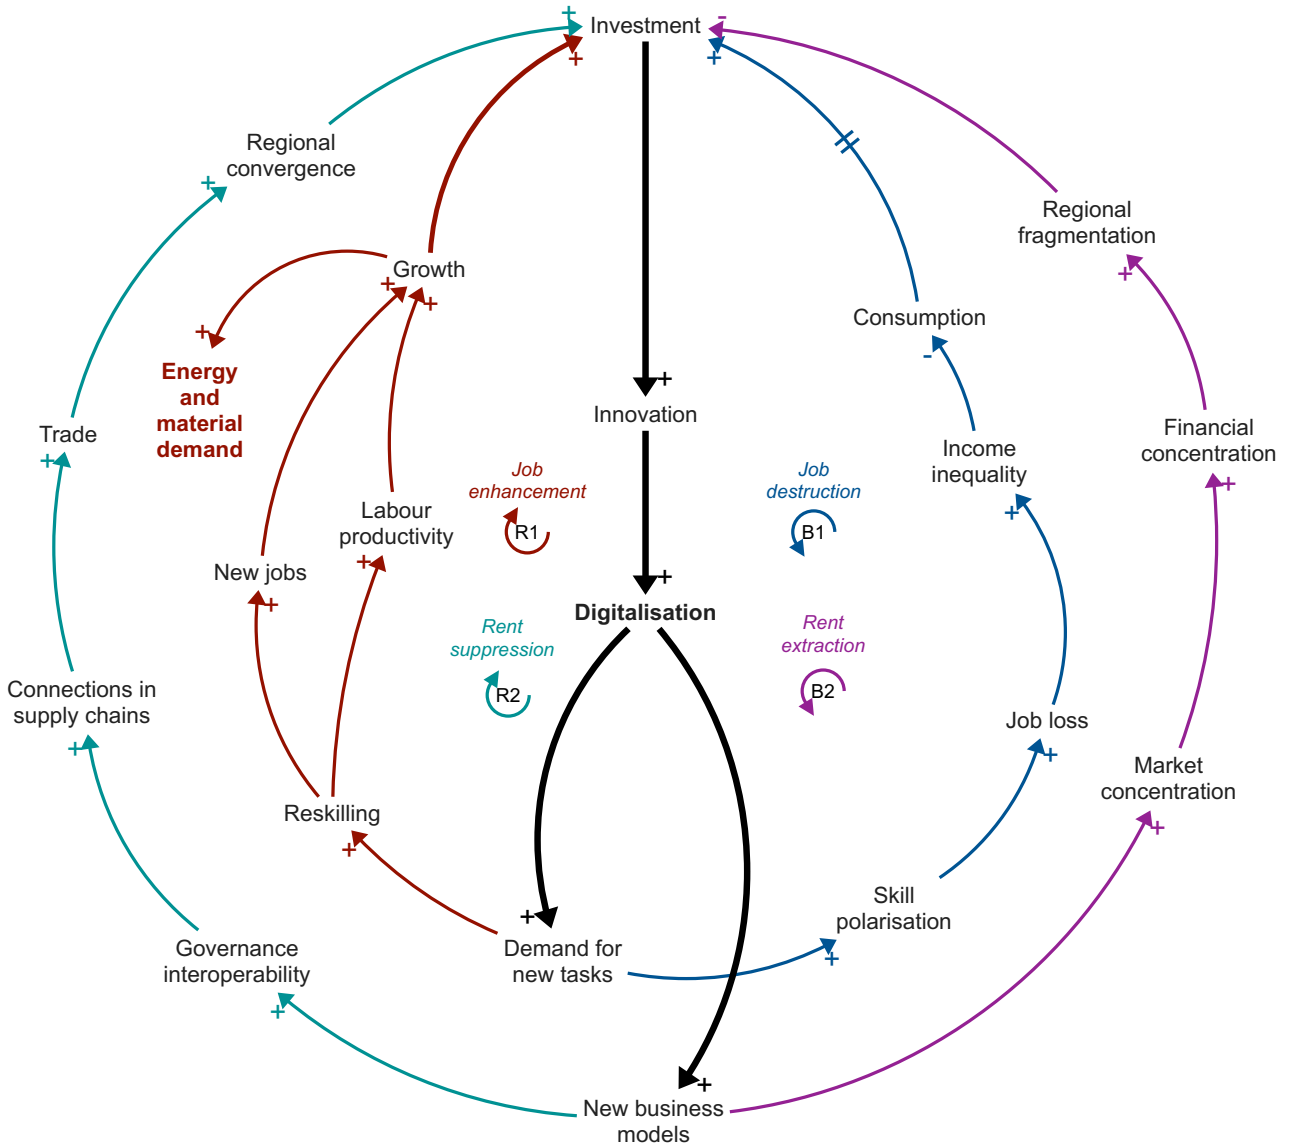 +
Investment
-
+
+
Regional
convergence
+
Regional
fragmentation
+
Growth
+
+
+
Consumption
-
Energy
and
material
demand
+
+
Innovation
Trade
+
Financial
concentration
+
Income
inequality
+
Job
enhancement
R1
Job
destruction
B1
Labour
productivity
+
New jobs
+
+
Digitalisation
Rent
suppression
R2
Rent
extraction
B2
Connections in
supply chains
+
Job loss
+
Market
concentration
+
Reskilling
+
Skill
polarisation
+
+
Demand for
new tasks
Governance
interoperability
+
+
New business
models